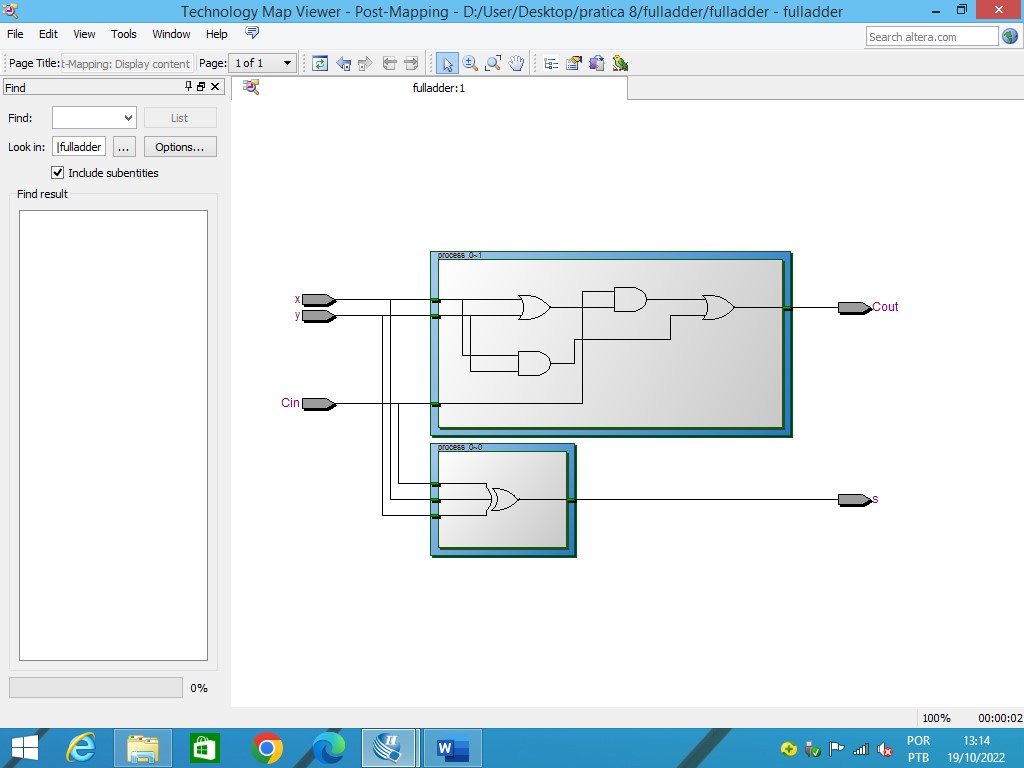 Technology Map Viewer - Post-Mapping - D:/User/Desktop/pratica 8/fulladder/fulladder - fulladder
File Edit View Tools Window Help
Search altera.com
Page Title: t-Mapping: Display content Page: 1 of 1
Find
fulladder:1
Find: List
Look in: |fulladder ... Options...
Include subentities
Find result
process_0~1
x
y
Cout
Cin
process_0~0
s
0%
100% 00:00:02
POR 13:14
PTB 19/10/2022